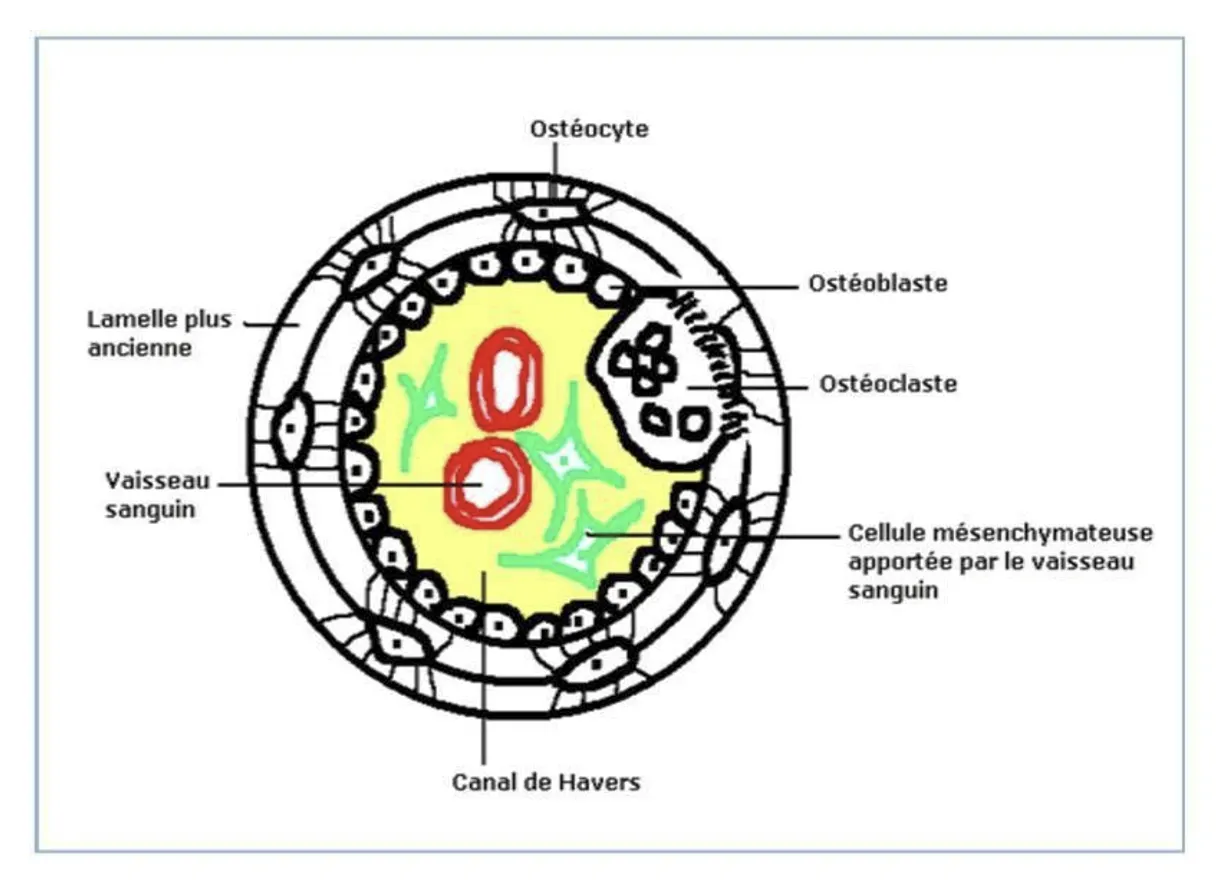 Ostéocyte
Ostéoblaste
Lamelle plus
ancienne
Ostéoclaste
Vaisseau
sanguin
Cellule mésenchymateuse
apportée par le vaisseau
sanguin
Canal de Havers